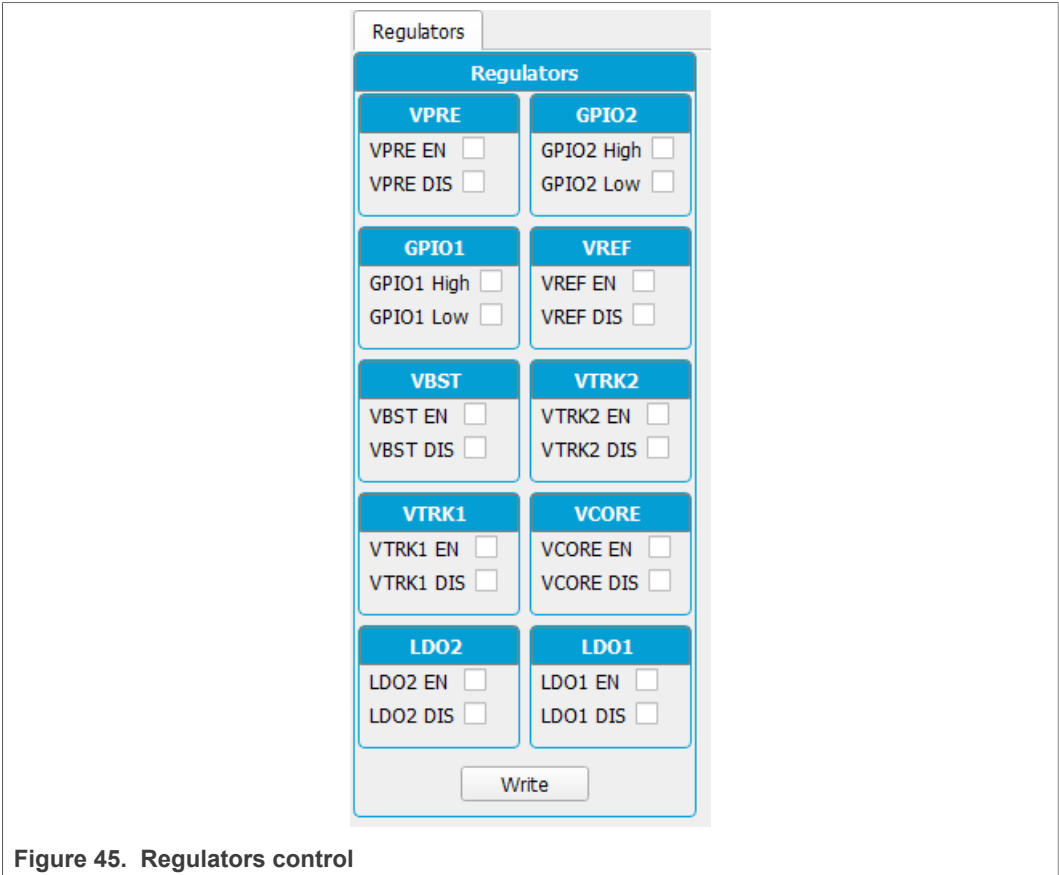 Regulators
Regulators
VPRE
VPRE EN
VPRE DIS
GPIO2
GPIO2 High
GPIO2 Low
GPIO1
GPIO1 High
GPIO1 Low
VREF
VREF EN
VREF DIS
VBST
VBST EN
VBST DIS
VTRK2
VTRK2 EN
VTRK2 DIS
VTRK1
VTRK1 EN
VTRK1 DIS
VCORE
VCORE EN
VCORE DIS
LDO2
LDO2 EN
LDO2 DIS
LDO1
LDO1 EN
LDO1 DIS
Write
Figure 45. Regulators control